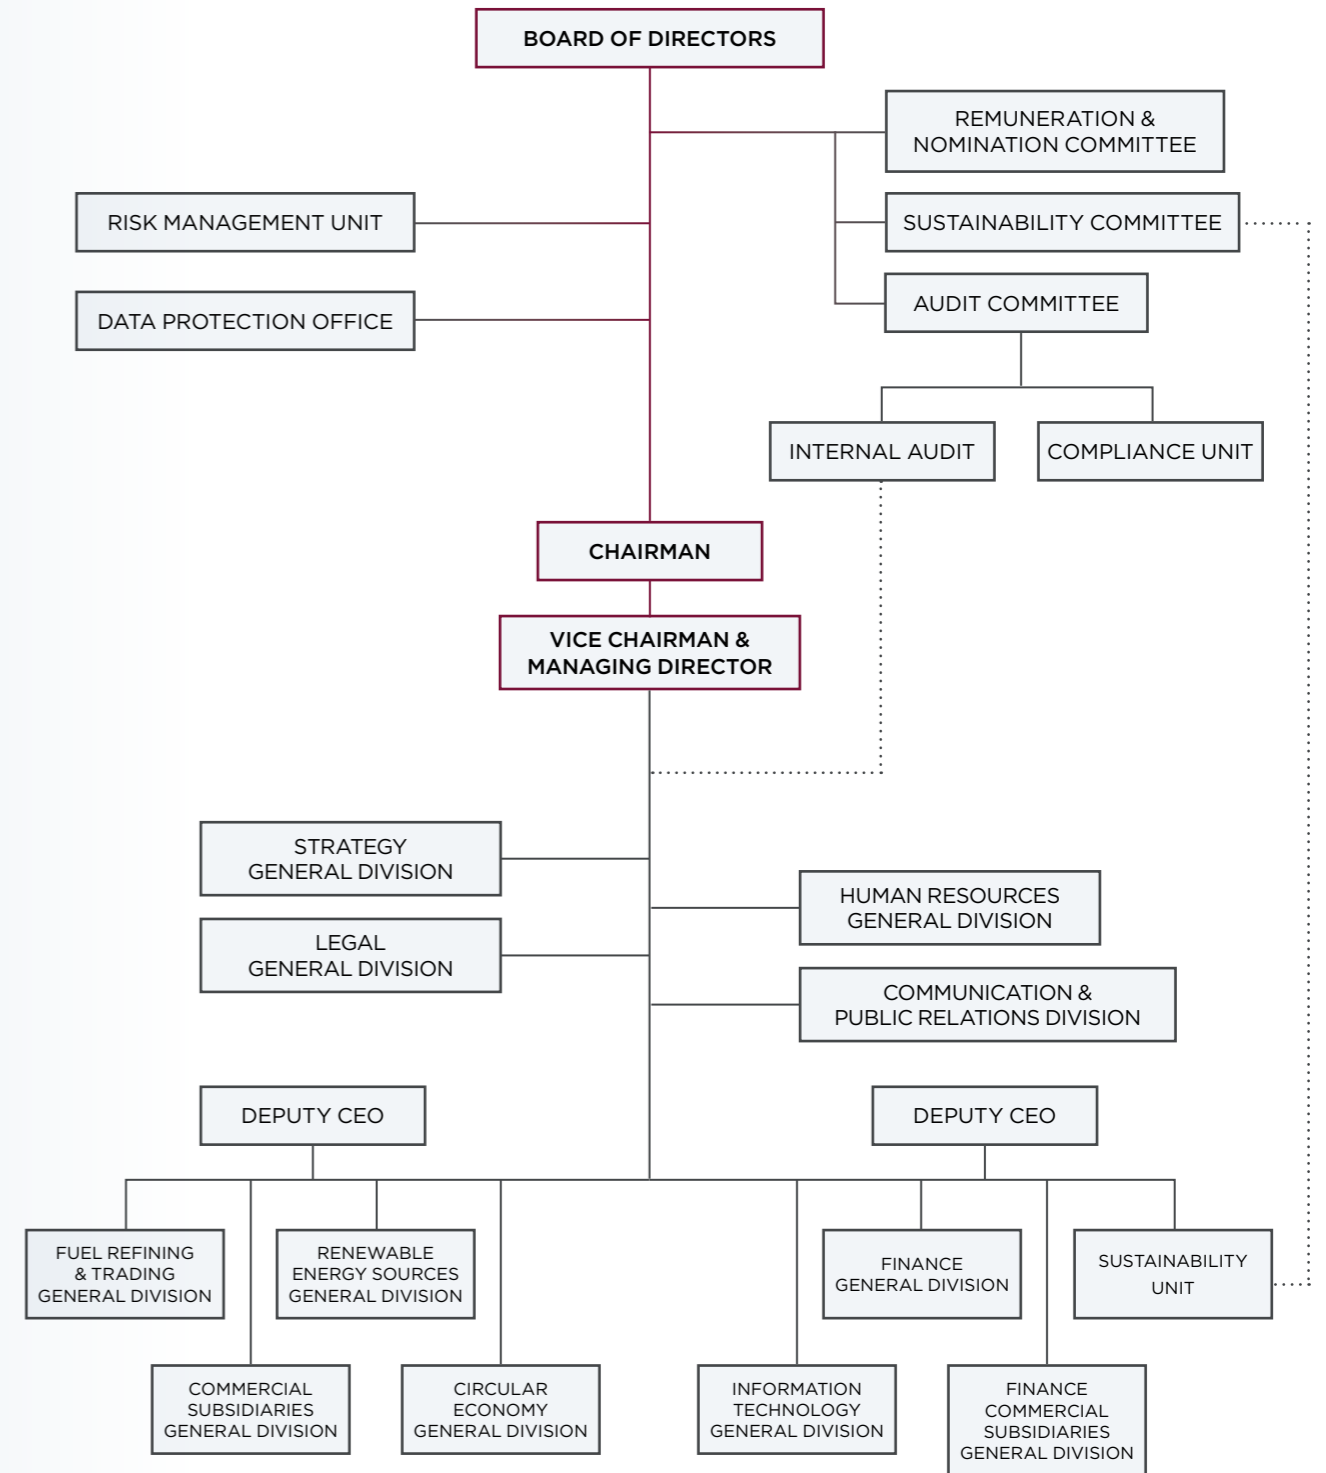 BOARD OF DIRECTORS
REMUNERATION &
NOMINATION COMMITTEE
RISK MANAGEMENT UNIT
SUSTAINABILITY COMMITTEE
DATA PROTECTION OFFICE
AUDIT COMMITTEE
INTERNAL AUDIT
COMPLIANCE UNIT
CHAIRMAN
VICE CHAIRMAN &
MANAGING DIRECTOR
STRATEGY
GENERAL DIVISION
HUMAN RESOURCES
GENERAL DIVISION
LEGAL
GENERAL DIVISION
COMMUNICATION &
PUBLIC RELATIONS DIVISION
DEPUTY CEO
DEPUTY CEO
FUEL REFINING
& TRADING
GENERAL DIVISION
RENEWABLE
ENERGY SOURCES
GENERAL DIVISION
FINANCE
GENERAL DIVISION
SUSTAINABILITY
UNIT
COMMERCIAL
SUBSIDIARIES
GENERAL DIVISION
CIRCULAR
ECONOMY
GENERAL DIVISION
INFORMATION
TECHNOLOGY
GENERAL DIVISION
FINANCE
COMMERCIAL
SUBSIDIARIES
GENERAL DIVISION